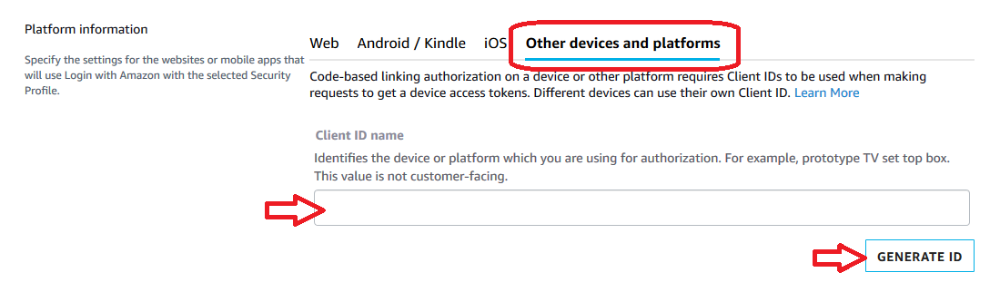 Platform information
Specify the settings for the websites or mobile apps that
will use Login with Amazon with the selected Security
Profile.
Web Android / Kindle iOS Other devices and platforms
Code-based linking authorization on a device or other platform requires Client IDs to be used when making
requests to get a device access tokens. Different devices can use their own Client ID. Learn More
Client ID name
Identifies the device or platform which you are using for authorization. For example, prototype TV set top box.
This value is not customer-facing.
GENERATE ID